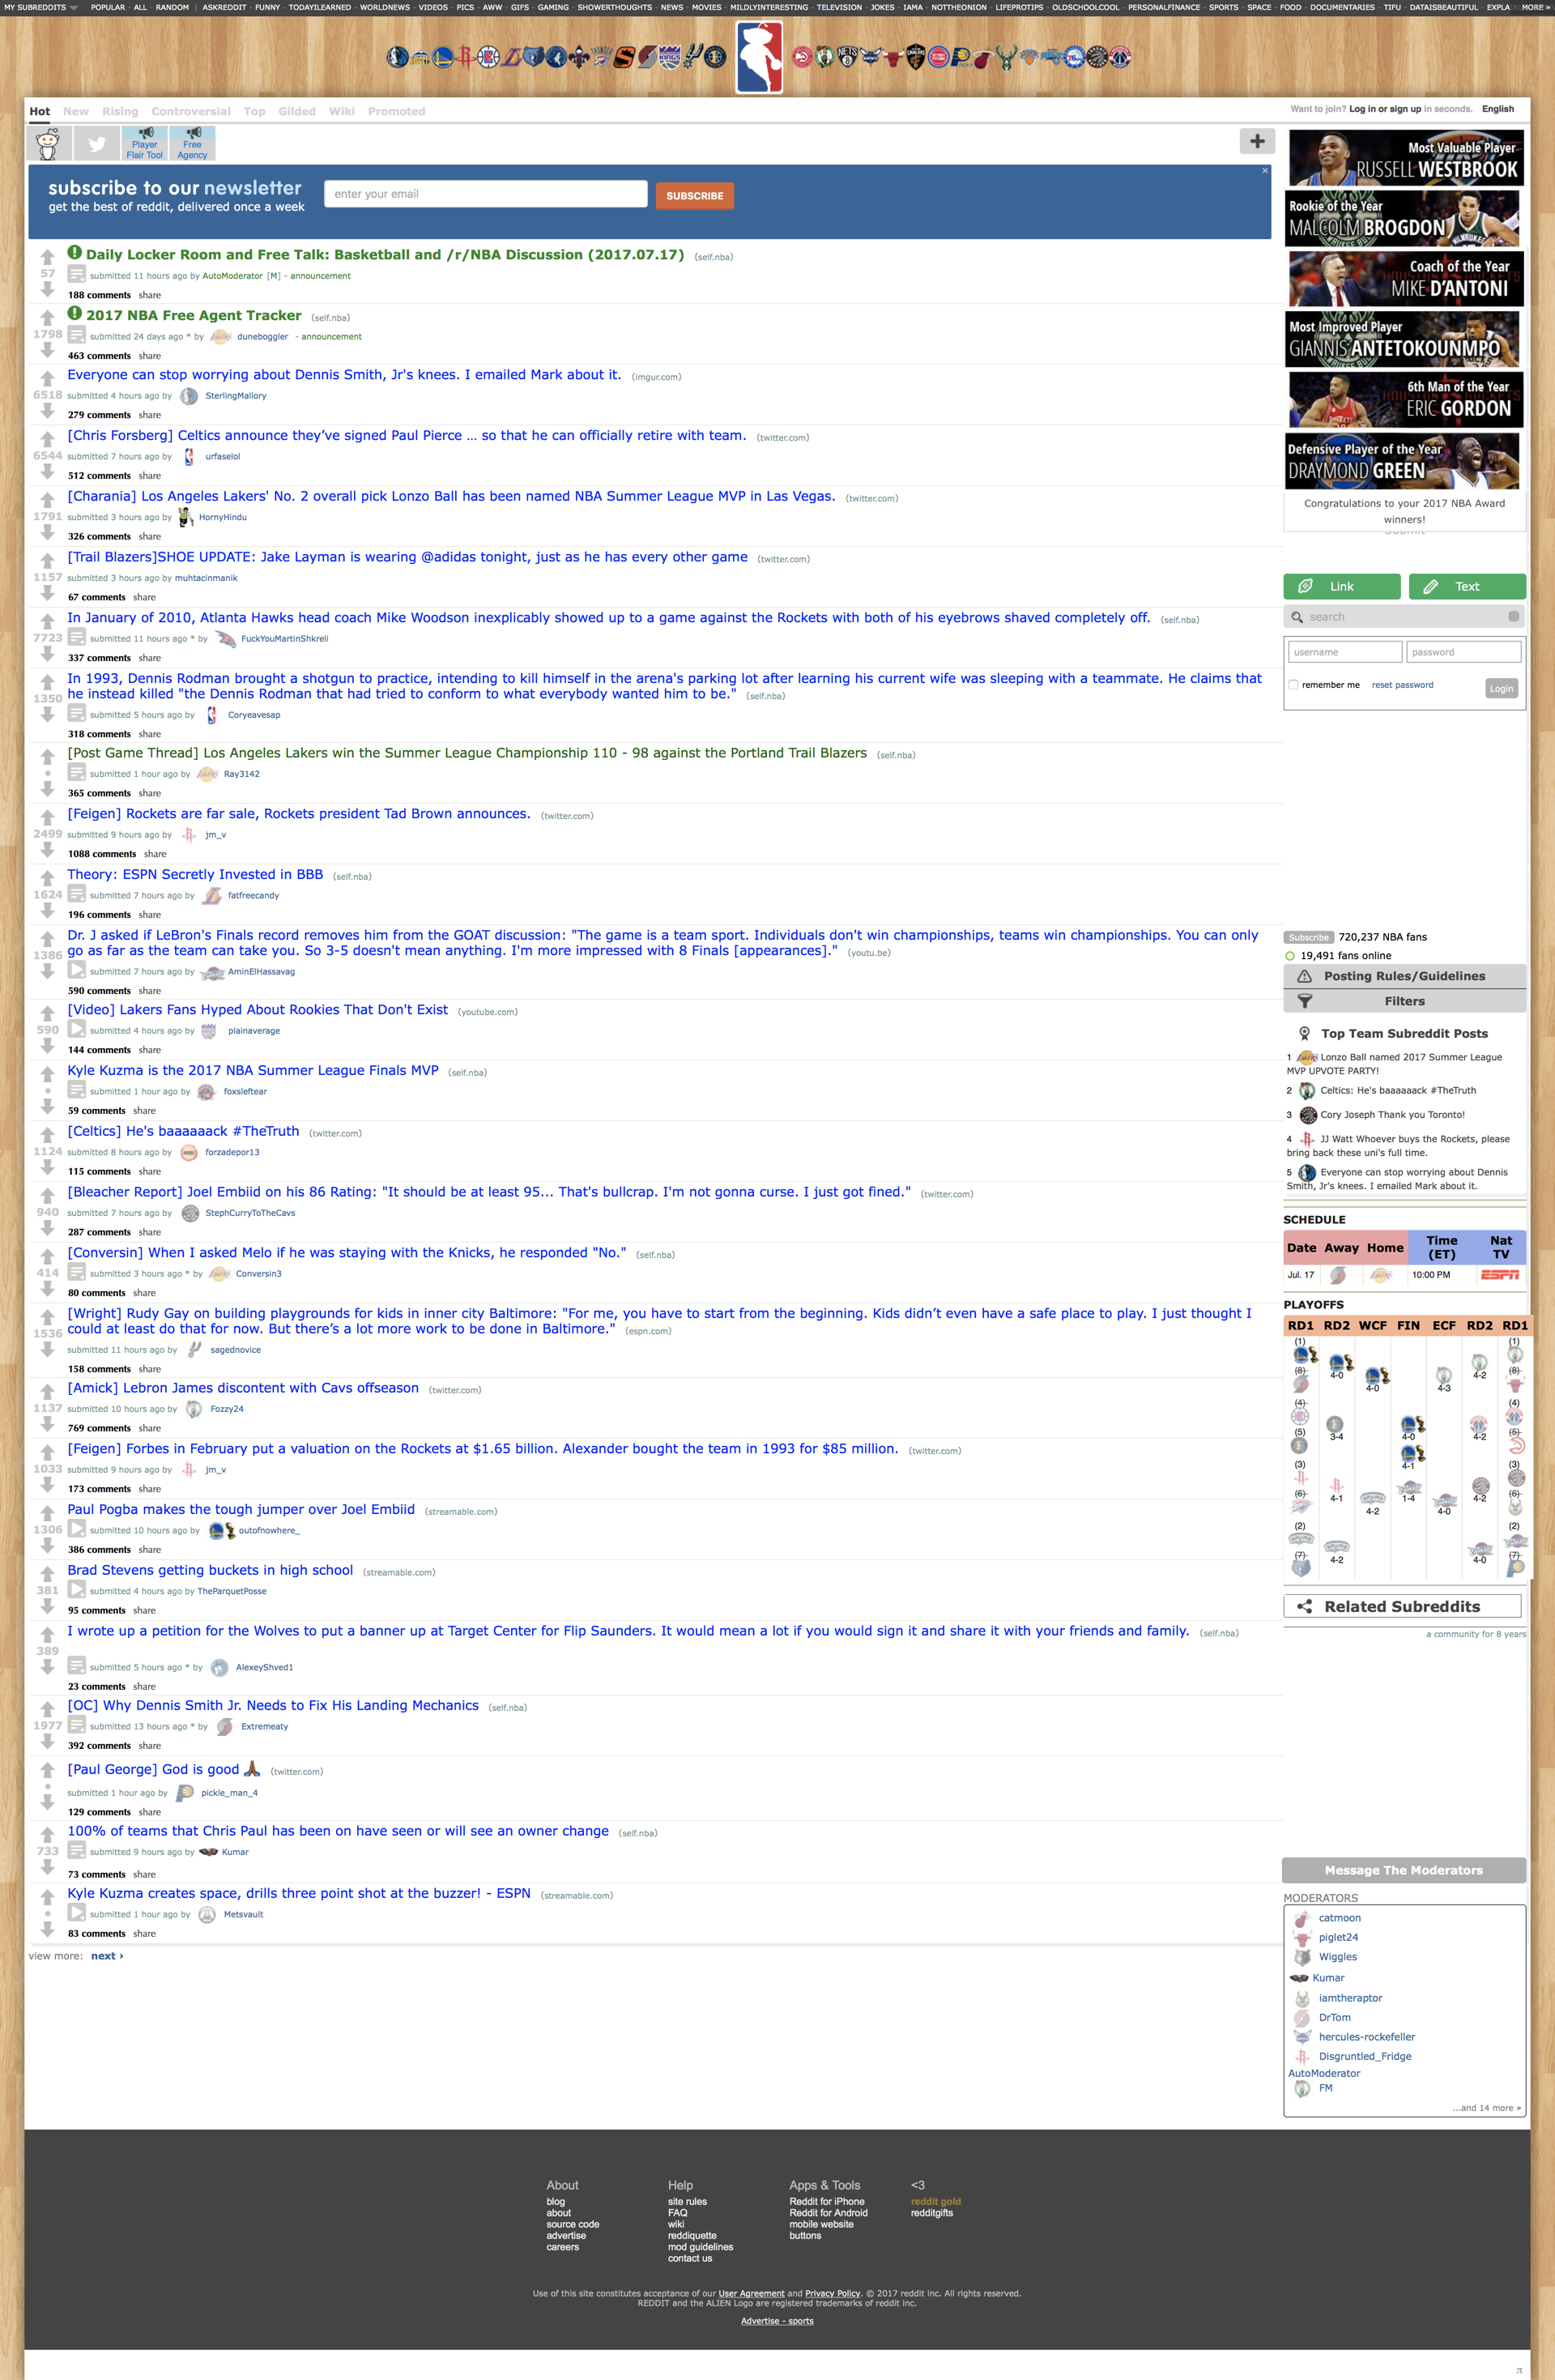 MY SUBREDDITS POPULAR - ALL - RANDOM | ASKREDDIT - FUNNY - TODAYILEARNED - WORLDNEWS - VIDEOS - PICS - AWW - GIFS - GAMING - SHOWERTHOUGHTS - NEWS - MOVIES - MILDLYINTERESTING - TELEVISION - JOKES - IAMA - NOTTHEONION - LIFEPROTIPS - OLDSCHOOLCOOL - PERSONALFINANCE - SPORTS - SPACE - FOOD - DOCUMENTARIES - TIFU - DATAISBEAUTIFUL - EXPLA MORE »
Hot New Rising Controversial Top Gilded Wiki Promoted
Want to join? Log in or sign up in seconds. English
Player Flair Tool
Free Agency
subscribe to our newsletter
get the best of reddit, delivered once a week
enter your email
SUBSCRIBE
Daily Locker Room and Free Talk: Basketball and /r/NBA Discussion (2017.07.17) (self.nba)
57 submitted 11 hours ago by AutoModerator [M] - announcement
188 comments share
2017 NBA Free Agent Tracker (self.nba)
1798 submitted 24 days ago * by duneboggler - announcement
463 comments share
Everyone can stop worrying about Dennis Smith, Jr's knees. I emailed Mark about it. (imgur.com)
6518 submitted 4 hours ago by SterlingMallory
279 comments share
[Chris Forsberg] Celtics announce they’ve signed Paul Pierce … so that he can officially retire with team. (twitter.com)
6544 submitted 7 hours ago by urfaselol
512 comments share
[Charania] Los Angeles Lakers' No. 2 overall pick Lonzo Ball has been named NBA Summer League MVP in Las Vegas. (twitter.com)
1791 submitted 3 hours ago by HornyHindu
326 comments share
[Trail Blazers]SHOE UPDATE: Jake Layman is wearing @adidas tonight, just as he has every other game (twitter.com)
1157 submitted 3 hours ago by muhtacinmanik
67 comments share
In January of 2010, Atlanta Hawks head coach Mike Woodson inexplicably showed up to a game against the Rockets with both of his eyebrows shaved completely off. (self.nba)
7723 submitted 11 hours ago * by FuckYouMartinShkreli
337 comments share
In 1993, Dennis Rodman brought a shotgun to practice, intending to kill himself in the arena's parking lot after learning his current wife was sleeping with a teammate. He claims that
he instead killed "the Dennis Rodman that had tried to conform to what everybody wanted him to be." (self.nba)
1350 submitted 5 hours ago by Coryeavesap
318 comments share
[Post Game Thread] Los Angeles Lakers win the Summer League Championship 110 - 98 against the Portland Trail Blazers (self.nba)
• submitted 1 hour ago by Ray3142
365 comments share
[Feigen] Rockets are far sale, Rockets president Tad Brown announces. (twitter.com)
2499 submitted 9 hours ago by jm_v
1088 comments share
Theory: ESPN Secretly Invested in BBB (self.nba)
1624 submitted 7 hours ago by fatfreecandy
196 comments share
Dr. J asked if LeBron's Finals record removes him from the GOAT discussion: "The game is a team sport. Individuals don't win championships, teams win championships. You can only
go as far as the team can take you. So 3-5 doesn't mean anything. I'm more impressed with 8 Finals [appearances]." (youtu.be)
1386 submitted 7 hours ago by AminElHassavag
590 comments share
[Video] Lakers Fans Hyped About Rookies That Don't Exist (youtube.com)
590 submitted 4 hours ago by plainaverage
144 comments share
Kyle Kuzma is the 2017 NBA Summer League Finals MVP (self.nba)
• submitted 1 hour ago by foxsleftear
59 comments share
[Celtics] He's baaaaaack #TheTruth (twitter.com)
1124 submitted 8 hours ago by forzadepor13
115 comments share
[Bleacher Report] Joel Embiid on his 86 Rating: "It should be at least 95... That's bullcrap. I'm not gonna curse. I just got fined." (twitter.com)
940 submitted 7 hours ago by StephCurryToTheCavs
287 comments share
[Conversin] When I asked Melo if he was staying with the Knicks, he responded "No." (self.nba)
414 submitted 3 hours ago * by Conversin3
80 comments share
[Wright] Rudy Gay on building playgrounds for kids in inner city Baltimore: "For me, you have to start from the beginning. Kids didn’t even have a safe place to play. I just thought I
could at least do that for now. But there’s a lot more work to be done in Baltimore." (espn.com)
1536 submitted 11 hours ago by sagednovice
158 comments share
[Amick] Lebron James discontent with Cavs offseason (twitter.com)
1137 submitted 10 hours ago by Fozzy24
769 comments share
[Feigen] Forbes in February put a valuation on the Rockets at $1.65 billion. Alexander bought the team in 1993 for $85 million. (twitter.com)
1033 submitted 9 hours ago by jm_v
173 comments share
Paul Pogba makes the tough jumper over Joel Embiid (streamable.com)
1306 submitted 10 hours ago by outofnowhere_
386 comments share
Brad Stevens getting buckets in high school (streamable.com)
381 submitted 4 hours ago by TheParquetPosse
95 comments share
I wrote up a petition for the Wolves to put a banner up at Target Center for Flip Saunders. It would mean a lot if you would sign it and share it with your friends and family. (self.nba)
389 submitted 5 hours ago * by AlexeyShved1
23 comments share
[OC] Why Dennis Smith Jr. Needs to Fix His Landing Mechanics (self.nba)
1977 submitted 13 hours ago * by Extremeaty
392 comments share
[Paul George] God is good 🙏🏾 (twitter.com)
• submitted 1 hour ago by pickle_man_4
129 comments share
100% of teams that Chris Paul has been on have seen or will see an owner change (self.nba)
733 submitted 9 hours ago by Kumar
73 comments share
Kyle Kuzma creates space, drills three point shot at the buzzer! - ESPN (streamable.com)
• submitted 1 hour ago by Metsvault
83 comments share
view more: next ›
Most Valuable Player
RUSSELL WESTBROOK
Rookie of the Year
MALCOLM BROGDON
Coach of the Year
MIKE D'ANTONI
Most Improved Player
GIANNIS ANTETOKOUNMPO
6th Man of the Year
ERIC GORDON
Defensive Player of the Year
DRAYMOND GREEN
Congratulations to your 2017 NBA Award
winners!
Submit
Link Text
search
username password
remember me reset password Login
Subscribe 720,237 NBA fans
19,491 fans online
Posting Rules/Guidelines
Filters
Top Team Subreddit Posts
1 Lonzo Ball named 2017 Summer League
MVP UPVOTE PARTY!
2 Celtics: He's baaaaaack #TheTruth
3 Cory Joseph Thank you Toronto!
4 JJ Watt Whoever buys the Rockets, please
bring back these uni's full time.
5 Everyone can stop worrying about Dennis
Smith, Jr's knees. I emailed Mark about it.
SCHEDULE
Date Away Home Time (ET) Nat TV
Jul. 17 10:00 PM ESPN
PLAYOFFS
RD1 RD2 WCF FIN ECF RD2 RD1
(1) (1)
4-0 4-0 4-3 4-2
(8) (8)
(4) (4)
3-4 4-0 4-2
(5) (5)
4-1
(3) (3)
4-1 4-2 1-4 4-0 4-2
(6) (6)
(2) (2)
4-2 4-0
(7) (7)
Related Subreddits
a community for 8 years
Message The Moderators
MODERATORS
catmoon
piglet24
Wiggles
Kumar
iamtheraptor
DrTom
hercules-rockefeller
Disgruntled_Fridge
AutoModerator
FM
...and 14 more »
About
blog
about
source code
advertise
careers
Help
site rules
FAQ
wiki
reddiquette
mod guidelines
contact us
Apps & Tools
Reddit for iPhone
Reddit for Android
mobile website
buttons
<3
reddit gold
redditgifts
Use of this site constitutes acceptance of our User Agreement and Privacy Policy. © 2017 reddit inc. All rights reserved.
REDDIT and the ALIEN Logo are registered trademarks of reddit inc.
Advertise - sports
π